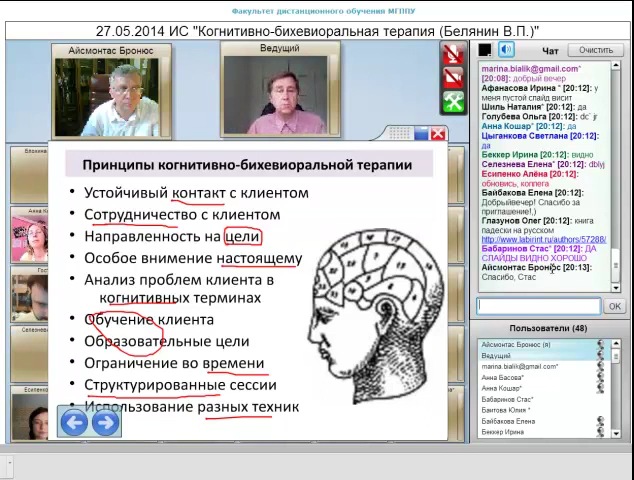 Факультет дистанционного обучения МГППУ
27.05.2014 ИС "Когнитивно-бихевиоральная терапия (Белянин В.П.)"
Айсмонтас Бронюс
Ведущий
Чат
Очистить
marina.bialik@gmail.com*
[20:08]: добрый вечер
Афанасова Ирина * [20:12]: у
меня пустой слайд висит
Шиль Наталия* [20:12]: да
Голубева Ольга [20:12]: dc` jr
Анна Кошар* [20:12]: да
Цыганкова Светлана [20:12]:
да
Беккер Ирина [20:12]: видно
Селезнева Елена* [20:12]: dblyj
Есипенко Алёна [20:12]:
обновись, коллега
Байбакова Елена [20:12]:
Добрыйвечер! Спасибо за
приглашение!,)
Глазунов Олег [20:12]: книга
падески на русском
http://www.labrint.ru/authors/57288/
Бабаринов Стас* [20:12]: ДА
СЛАЙДЫ ВИДНО ХОРОШО
Айсмонтас Бронюс [20:13]:
Спасибо, Стас
OK
Пользователи (48)
Айсмонтас Бронюс (я)
Ведущий
marina.bialik@gmail.com*
Анна Басова*
Анна Кошар*
Бабаринов Стас*
Баитова Юлия *
Байбакова Елена
Беккер Ирина
Принципы когнитивно-бихевиоральной терапии
• Устойчивый контакт с клиентом
• Сотрудничество с клиентом
• Направленность на цели
• Особое внимание настоящему
• Анализ проблем клиента в
когнитивных терминах
• Обучение клиента
• Образовательные цели
• Ограничение во времени
• Структурированные сессии
• Использование разных техник
Анна К
Гост
Селезнева
Есипенко